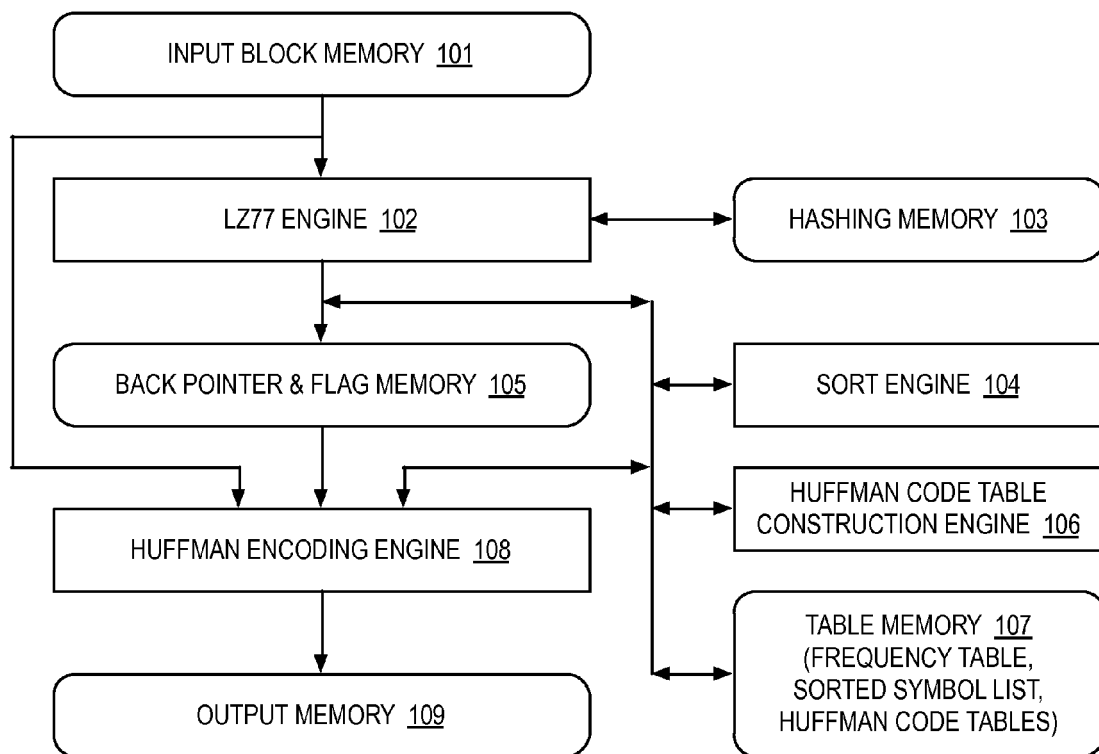 INPUT BLOCK MEMORY 101
LZ77 ENGINE 102
HASHING MEMORY 103
BACK POINTER & FLAG MEMORY 105
SORT ENGINE 104
HUFFMAN CODE TABLE
CONSTRUCTION ENGINE 106
HUFFMAN ENCODING ENGINE 108
TABLE MEMORY 107
(FREQUENCY TABLE,
SORTED SYMBOL LIST,
HUFFMAN CODE TABLES)
OUTPUT MEMORY 109